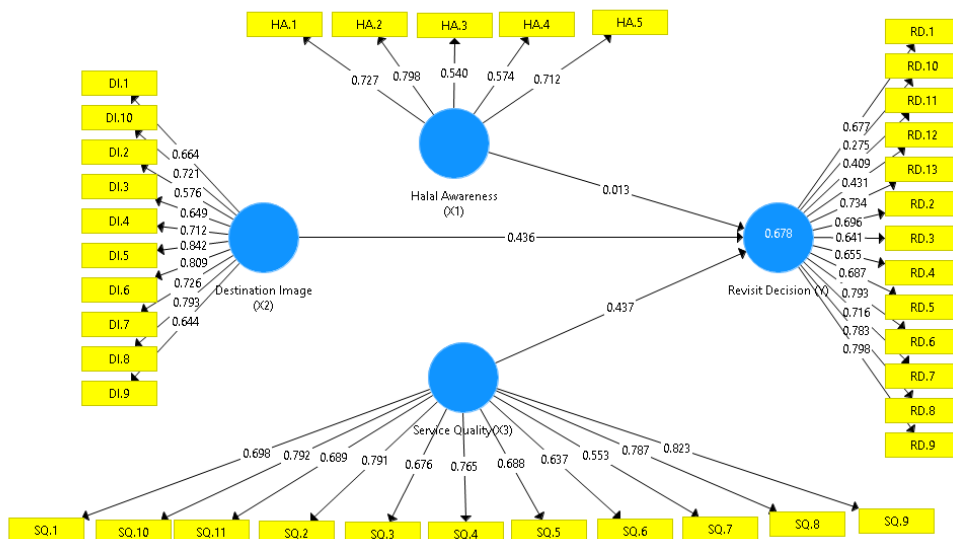 HA.1
HA.2
HA.3
HA.4
HA.5
0.727
0.798
0.540
0.574
0.712
Halal Awareness
(X1)
DI.1
DI.10
DI.2
DI.3
DI.4
DI.5
DI.6
DI.7
DI.8
DI.9
0.664
0.721
0.576
0.649
0.712
0.842
0.809
0.726
0.793
0.644
Destination Image
(X2)
0.013
0.436
0.437
0.678
Revisit Decision (Y)
0.677
0.275
0.409
0.431
0.734
0.696
0.641
0.655
0.687
0.793
0.716
0.783
0.798
RD.1
RD.10
RD.11
RD.12
RD.13
RD.2
RD.3
RD.4
RD.5
RD.6
RD.7
RD.8
RD.9
Service Quality(X3)
0.698
0.792
0.689
0.791
0.676
0.765
0.688
0.637
0.553
0.787
0.823
SQ.1
SQ.10
SQ.11
SQ.2
SQ.3
SQ.4
SQ.5
SQ.6
SQ.7
SQ.8
SQ.9